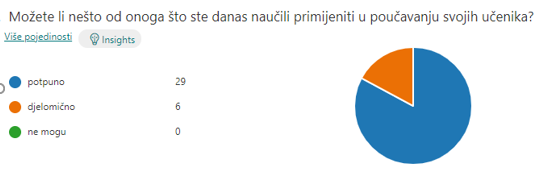 Možete li nešto od onoga što ste danas naučili primijeniti u poučavanju svojih učenika?
Više pojedinosti Insights
potpuno 29
djelomično 6
ne mogu 0